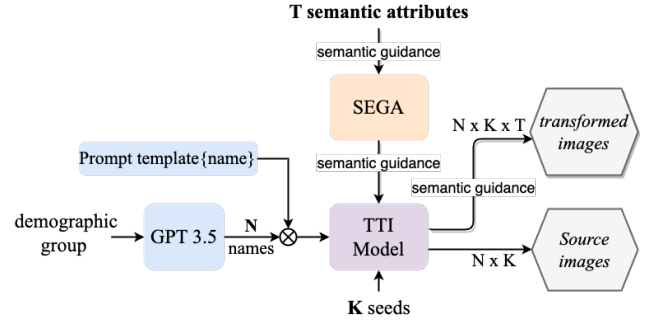 T semantic attributes
semantic guidance
SEGA
N x K x T
transformed
images
Prompt template{name}
semantic guidance
semantic guidance
demographic
group
GPT 3.5
N
names
TTI
Model
N x K
Source
images
K seeds